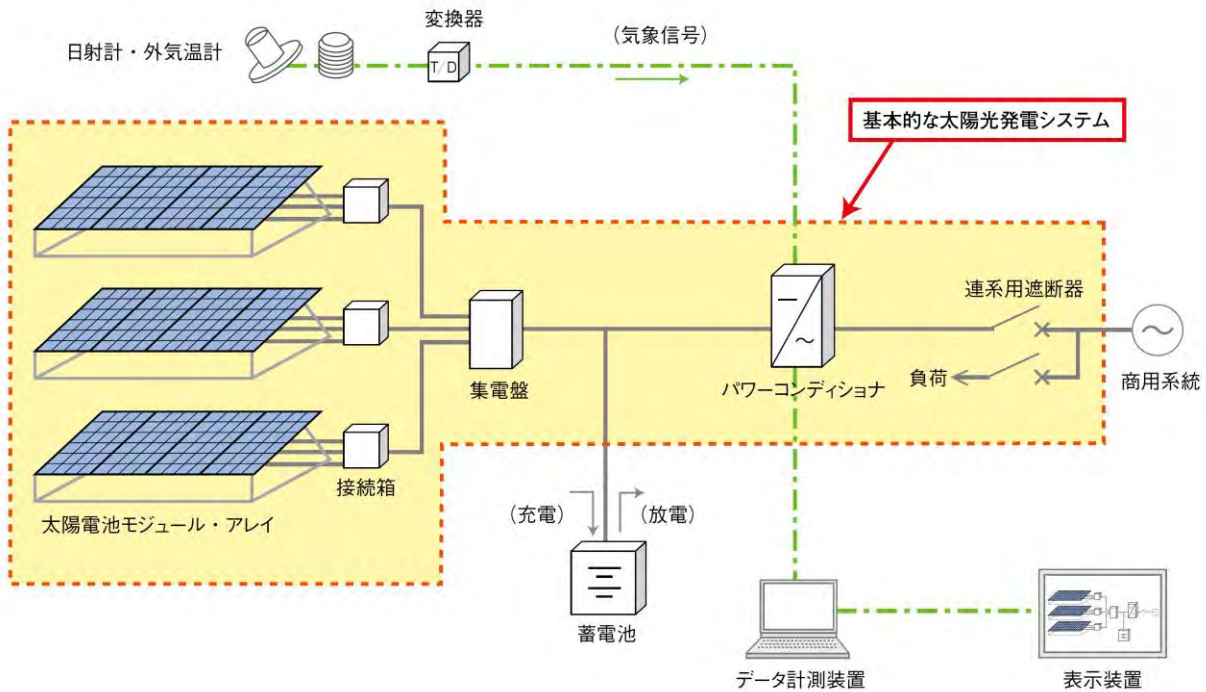 変換器
日射計・外気温計
T/D
(気象信号)
基本的な太陽光発電システム
連系用遮断器
集電盤
パワーコンディショナ
負荷
商用系統
接続箱
太陽電池モジュール・アレイ
(充電)
(放電)
蓄電池
データ計測装置
表示装置